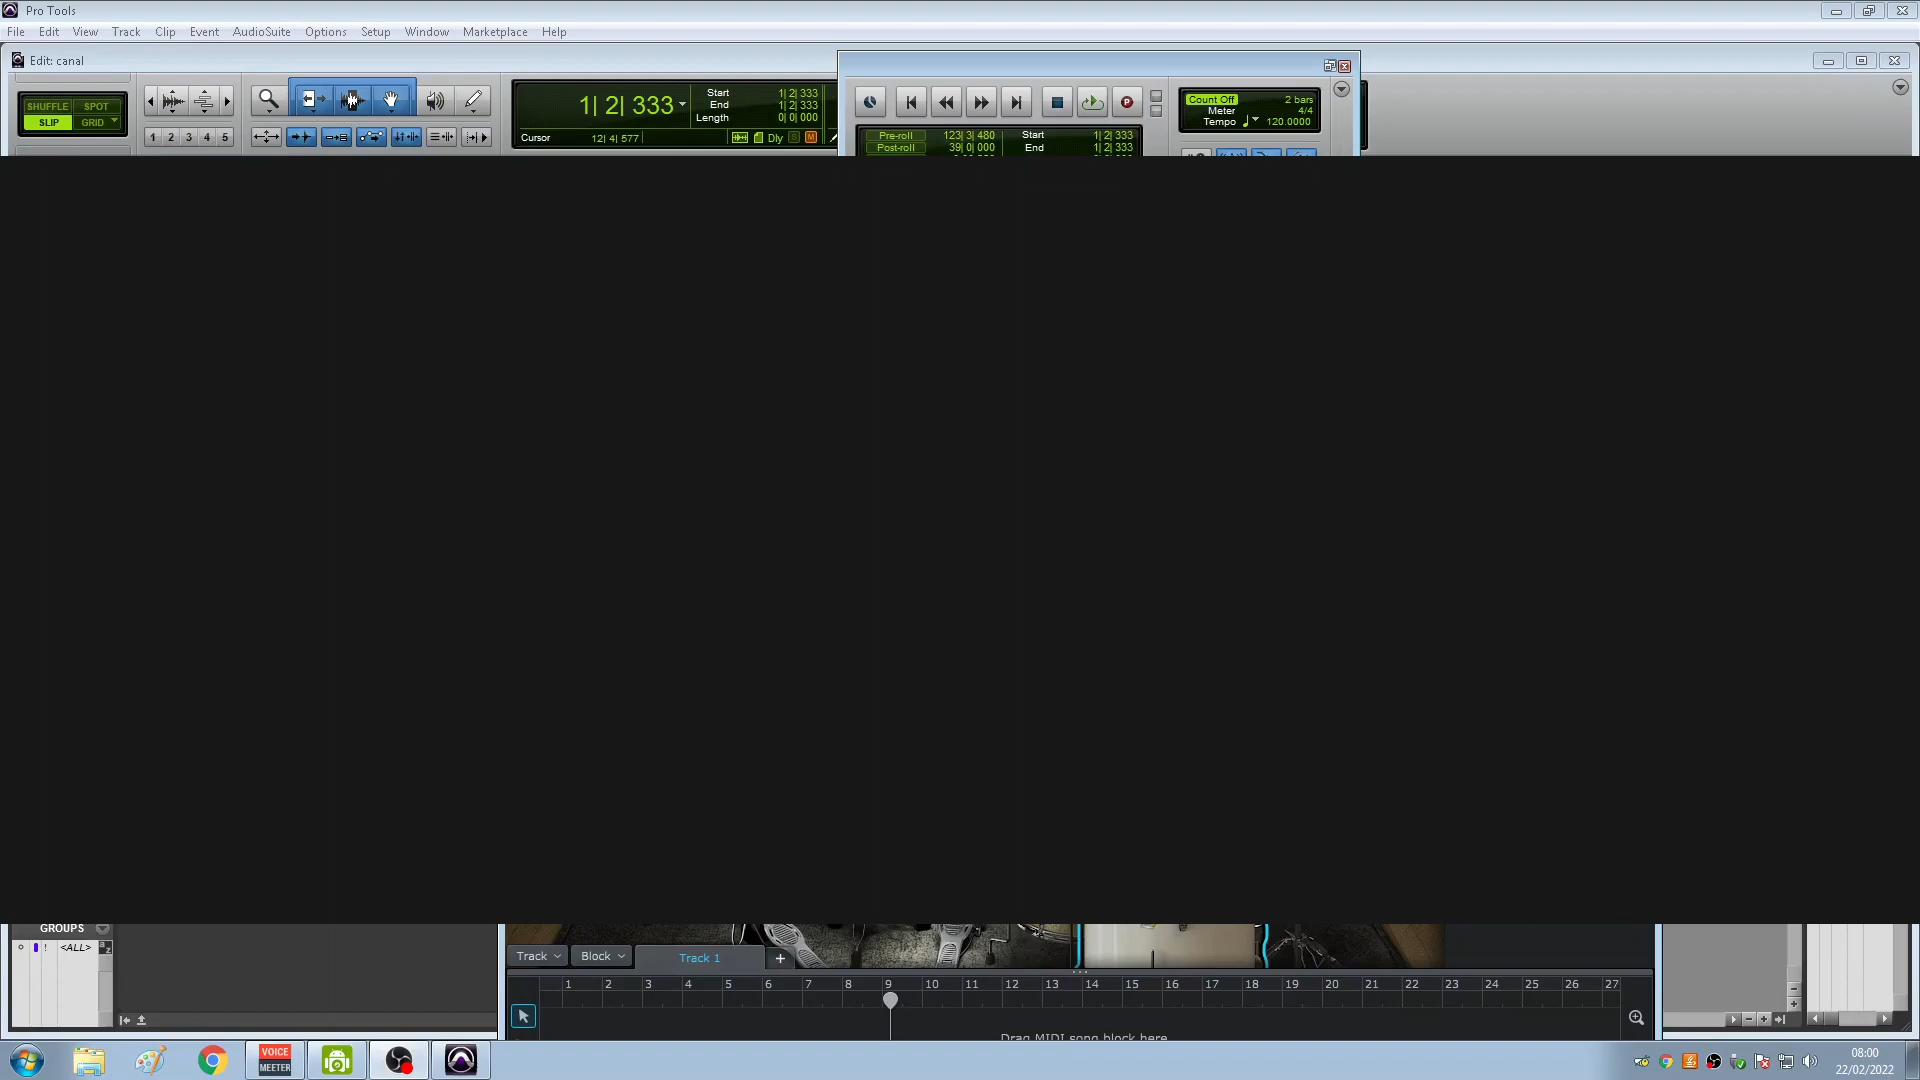 Pro Tools
File Edit View Track Clip Event AudioSuite Options Setup Window Marketplace Help
Edit: canal
SHUFFLE SPOT
SLIP GRID
1 2 3 4 5
1| 2| 333
Start 1| 2| 333
End 1| 2| 333
Length 0| 0| 000
Cursor 12| 4| 577
Dly S M
Count Off 2 bars
Meter 4/4
Tempo 120.0000
Pre-roll 123| 3| 480
Post-roll 39| 0| 000
Start 1| 2| 333
End 1| 2| 333
GROUPS
! <ALL> a z
Track Block Track 1 +
1 2 3 4 5 6 7 8 9 10 11 12 13 14 15 16 17 18 19 20 21 22 23 24 25 26 27
Drag MIDI song block here
VOICE
MEETER
08:00
22/02/2022